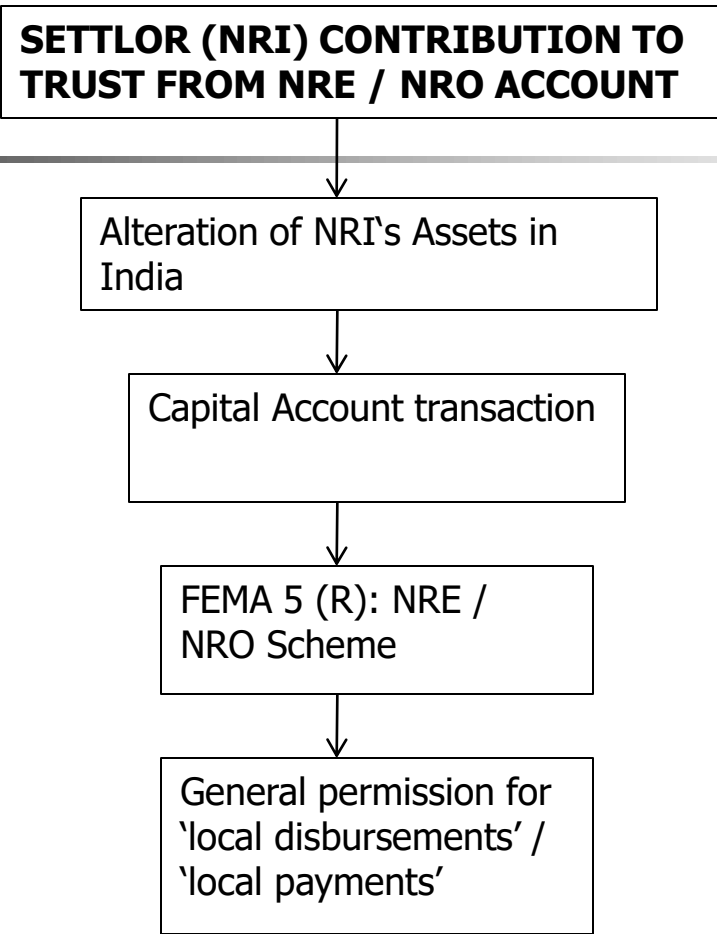 SETTLOR (NRI) CONTRIBUTION TO
TRUST FROM NRE / NRO ACCOUNT
Alteration of NRI‛s Assets in
India
Capital Account transaction
FEMA 5 (R): NRE /
NRO Scheme
General permission for
‛local disbursements’ /
‛local payments’